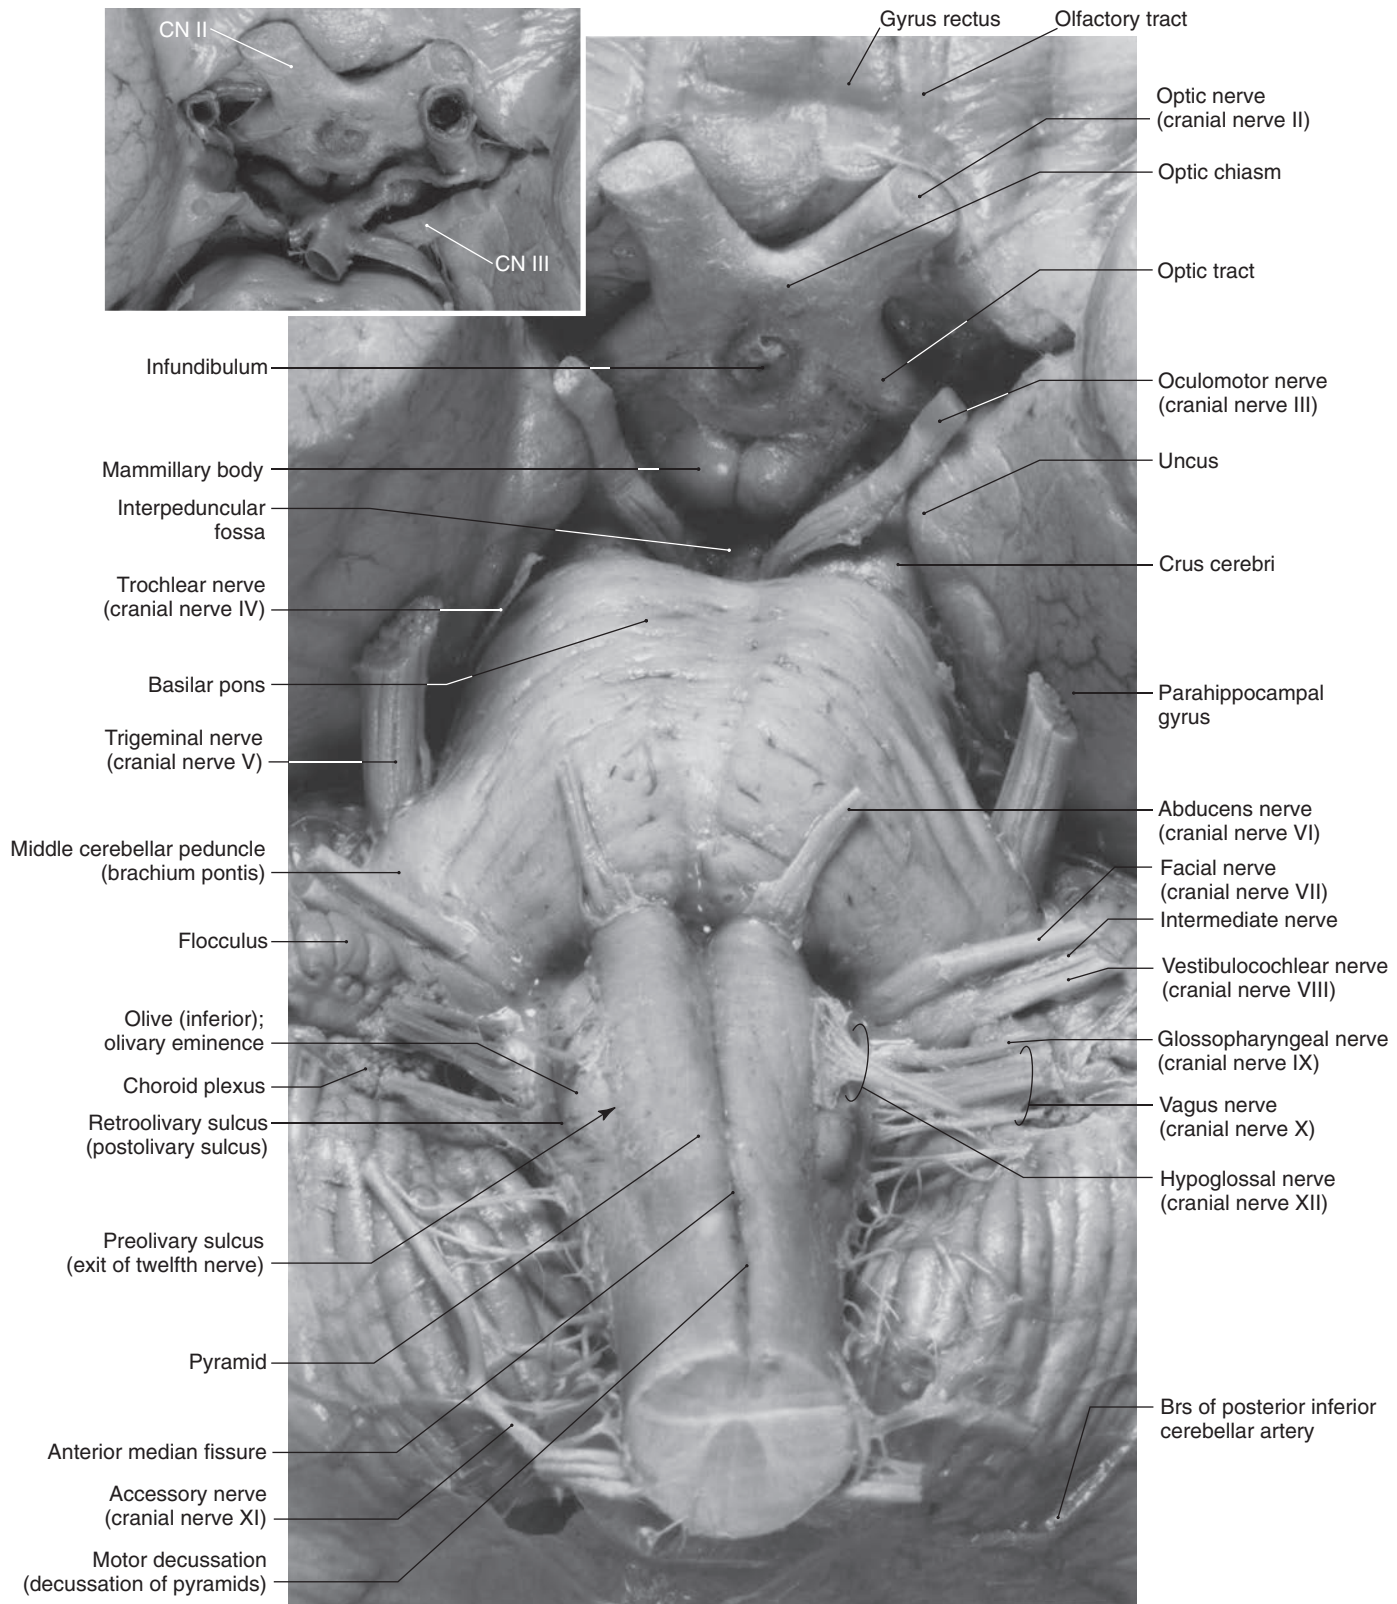 CN II
CN III
Gyrus rectus
Olfactory tract
Optic nerve
(cranial nerve II)
Optic chiasm
Optic tract
Oculomotor nerve
(cranial nerve III)
Uncus
Crus cerebri
Parahippocampal
gyrus
Abducens nerve
(cranial nerve VI)
Facial nerve
(cranial nerve VII)
Intermediate nerve
Vestibulocochlear nerve
(cranial nerve VIII)
Glossopharyngeal nerve
(cranial nerve IX)
Vagus nerve
(cranial nerve X)
Hypoglossal nerve
(cranial nerve XII)
Brs of posterior inferior
cerebellar artery
Infundibulum
Mammillary body
Interpeduncular
fossa
Trochlear nerve
(cranial nerve IV)
Basilar pons
Trigeminal nerve
(cranial nerve V)
Middle cerebellar peduncle
(brachium pontis)
Flocculus
Olive (inferior);
olivary eminence
Choroid plexus
Retroolivary sulcus
(postolivary sulcus)
Preolivary sulcus
(exit of twelfth nerve)
Pyramid
Anterior median fissure
Accessory nerve
(cranial nerve XI)
Motor decussation
(decussation of pyramids)